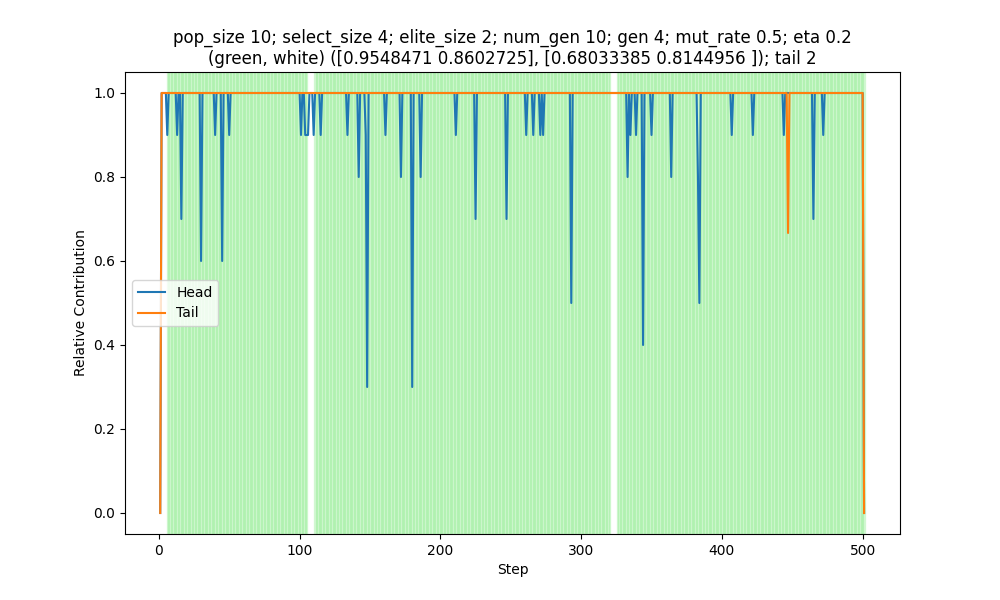 pop_size 10; select_size 4; elite_size 2; num_gen 10; gen 4; mut_rate 0.5; eta 0.2
(green, white) ([0.9548471 0.8602725], [0.68033385 0.8144956 ]); tail 2
1.0
0.8
0.6
0.4
0.2
0.0
Relative Contribution
Head
Tail
0
100
200
300
400
500
Step